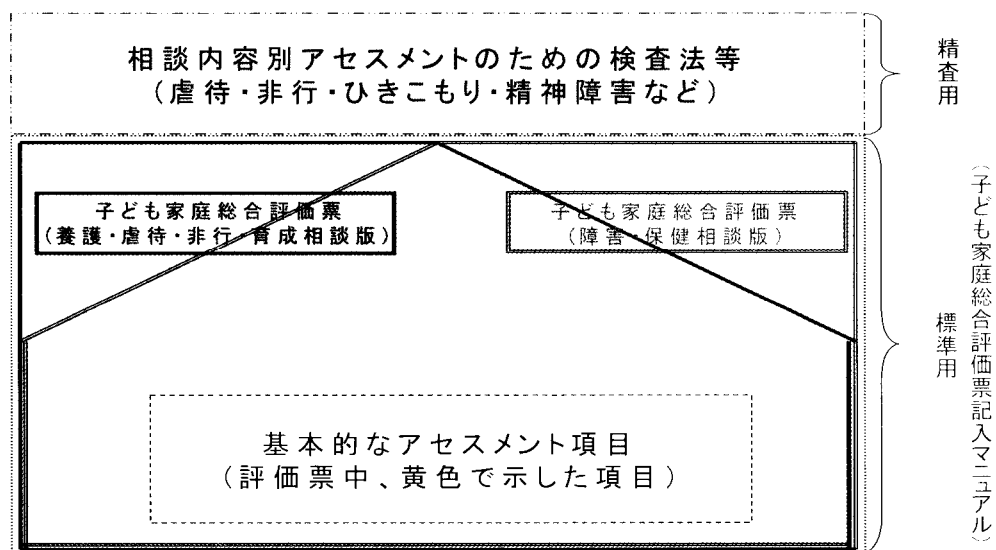 相談内容別アセスメントのための検査法等
(虐待・非行・ひきこもり・精神障害など)
精査用
子ども家庭総合評価票
(養護・虐待・非行・育成相談版)
子ども家庭総合評価票
(障害・保健相談版)
基本的なアセスメント項目
(評価票中、黄色で示した項目)
標準用
(子ども家庭総合評価票記入マニュアル)